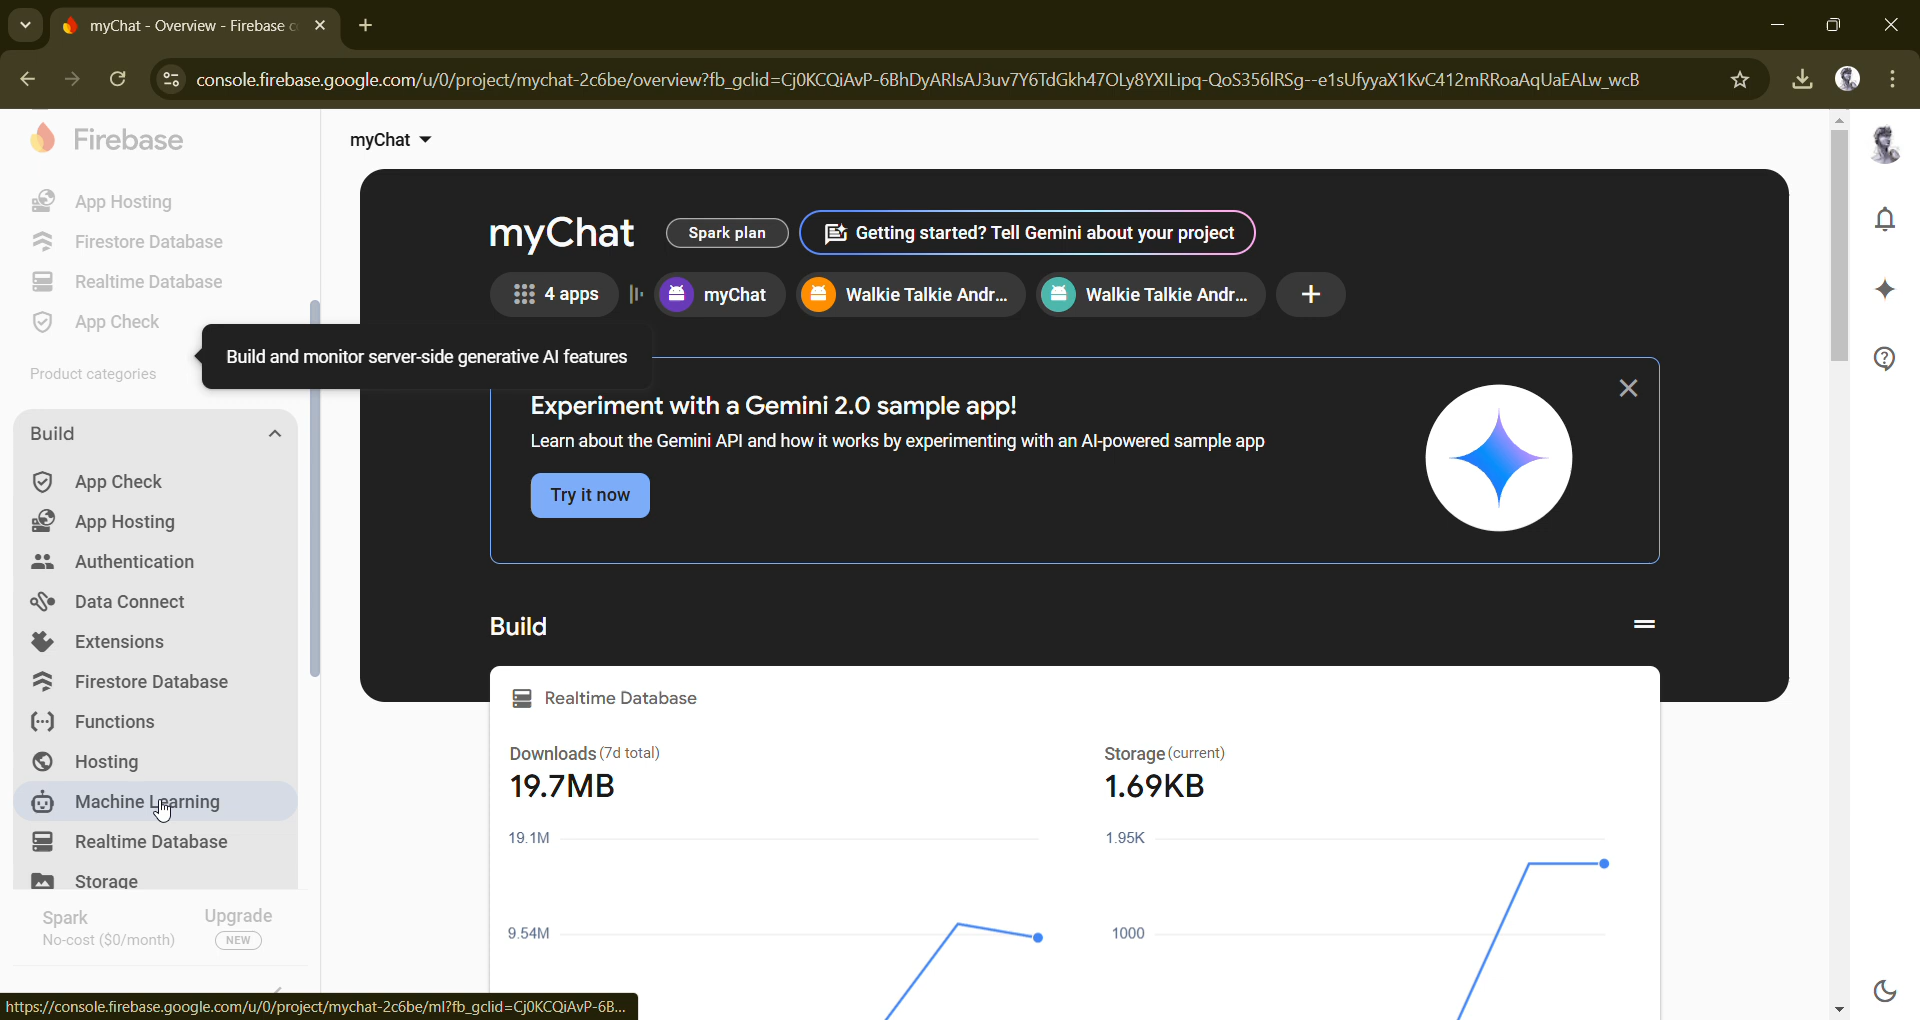 myChat - Overview - Firebase c
console.firebase.google.com/u/0/project/mychat-2c6be/overview?fb_gclid=Cj0KCQiAvP-6BhDyARIsAJ3uv7Y6TdGkh47OLy8YXILipq-QoS356lRSg--e1sUfyyaX1KvC412mRRoaAqUaEALw_wcB
Firebase
App Hosting
Firestore Database
Realtime Database
App Check
Product categories
Build and monitor server-side generative AI features
Build
App Check
App Hosting
Authentication
Data Connect
Extensions
Firestore Database
Functions
Hosting
Machine Learning
Realtime Database
Storage
Spark
No-cost ($0/month)
Upgrade
NEW
https://console.firebase.google.com/u/0/project/mychat-2c6be/ml?fb_gclid=Cj0KCQiAvP-6B...
myChat
myChat
Spark plan
Getting started? Tell Gemini about your project
4 apps
myChat
Walkie Talkie Andr...
Walkie Talkie Andr...
Experiment with a Gemini 2.0 sample app!
Learn about the Gemini API and how it works by experimenting with an AI-powered sample app
Try it now
Build
Realtime Database
Downloads (7d total)
19.7MB
19.1M
9.54M
Storage (current)
1.69KB
1.95K
1000